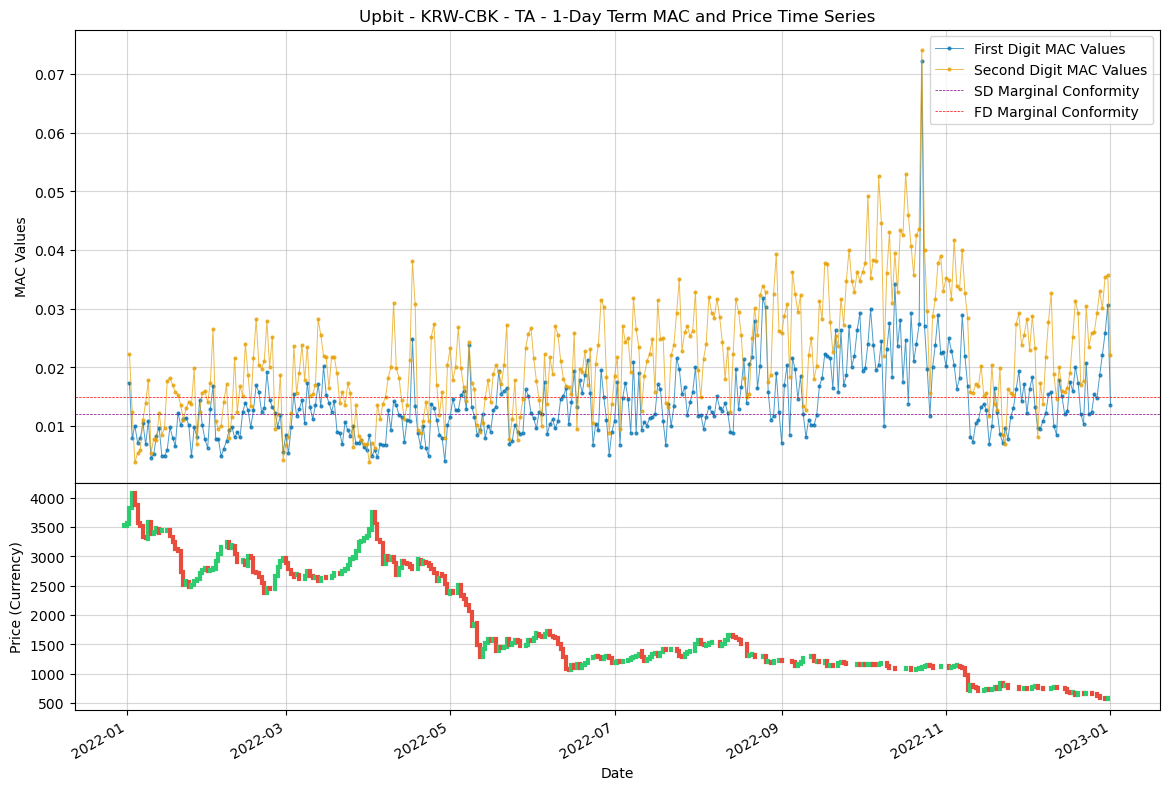 Upbit - KRW-CBK - TA - 1-Day Term MAC and Price Time Series
First Digit MAC Values
Second Digit MAC Values
SD Marginal Conformity
FD Marginal Conformity
MAC Values
0.07
0.06
0.05
0.04
0.03
0.02
0.01
Price (Currency)
4000
3500
3000
2500
2000
1500
1000
500
2022-01
2022-03
2022-05
2022-07
2022-09
2022-11
2023-01
Date